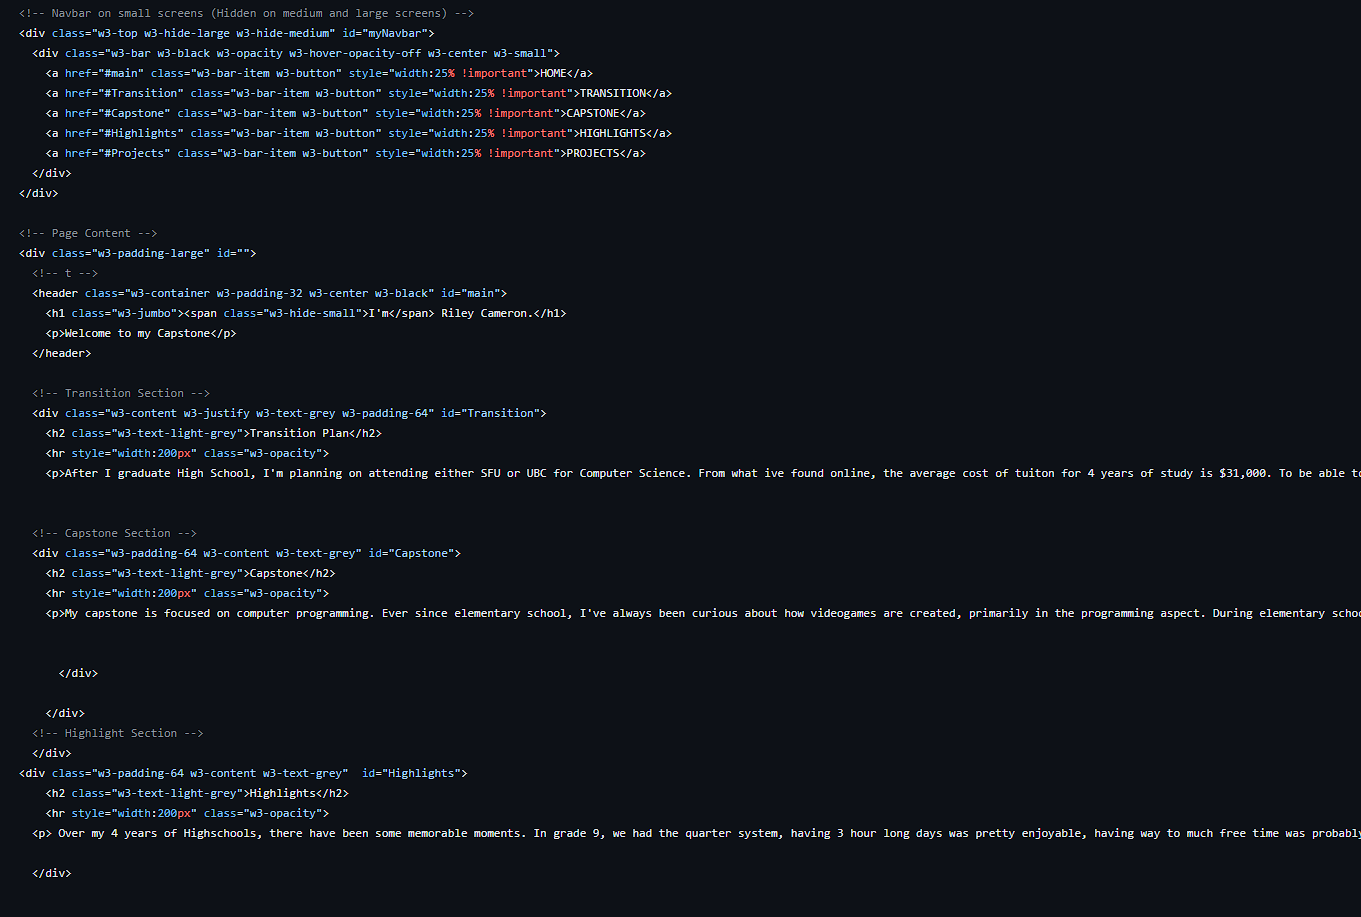 <!-- Navbar on small screens (Hidden on medium and large screens) -->
<div class="w3-top w3-hide-large w3-hide-medium" id="myNavbar">
<div class="w3-bar w3-black w3-opacity w3-hover-opacity-off w3-center w3-small">
<a href="#main" class="w3-bar-item w3-button" style="width:25% !important">HOME</a>
<a href="#Transition" class="w3-bar-item w3-button" style="width:25% !important">TRANSITION</a>
<a href="#Capstone" class="w3-bar-item w3-button" style="width:25% !important">CAPSTONE</a>
<a href="#Highlights" class="w3-bar-item w3-button" style="width:25% !important">HIGHLIGHTS</a>
<a href="#Projects" class="w3-bar-item w3-button" style="width:25% !important">PROJECTS</a>
</div>
</div>
<!-- Page Content -->
<div class="w3-padding-large" id="">
<!-- t -->
<header class="w3-container w3-padding-32 w3-center w3-black" id="main">
<h1 class="w3-jumbo"><span class="w3-hide-small">I'm</span> Riley Cameron.</h1>
<p>Welcome to my Capstone</p>
</header>
<!-- Transition Section -->
<div class="w3-content w3-justify w3-text-grey w3-padding-64" id="Transition">
<h2 class="w3-text-light-grey">Transition Plan</h2>
<hr style="width:200px" class="w3-opacity">
<p>After I graduate High School, I'm planning on attending either SFU or UBC for Computer Science. From what ive found online, the average cost of tuiton for 4 years of study is $31,000. To be able to
<!-- Capstone Section -->
<div class="w3-padding-64 w3-content w3-text-grey" id="Capstone">
<h2 class="w3-text-light-grey">Capstone</h2>
<hr style="width:200px" class="w3-opacity">
<p>My capstone is focused on computer programming. Ever since elementary school, I've always been curious about how videogames are created, primarily in the programming aspect. During elementary schoo
</div>
</div>
<!-- Highlight Section -->
</div>
<div class="w3-padding-64 w3-content w3-text-grey"  id="Highlights">
<h2 class="w3-text-light-grey">Highlights</h2>
<hr style="width:200px" class="w3-opacity">
<p> Over my 4 years of Highschools, there have been some memorable moments. In grade 9, we had the quarter system, having 3 hour long days was pretty enjoyable, having way to much free time was probably
</div>